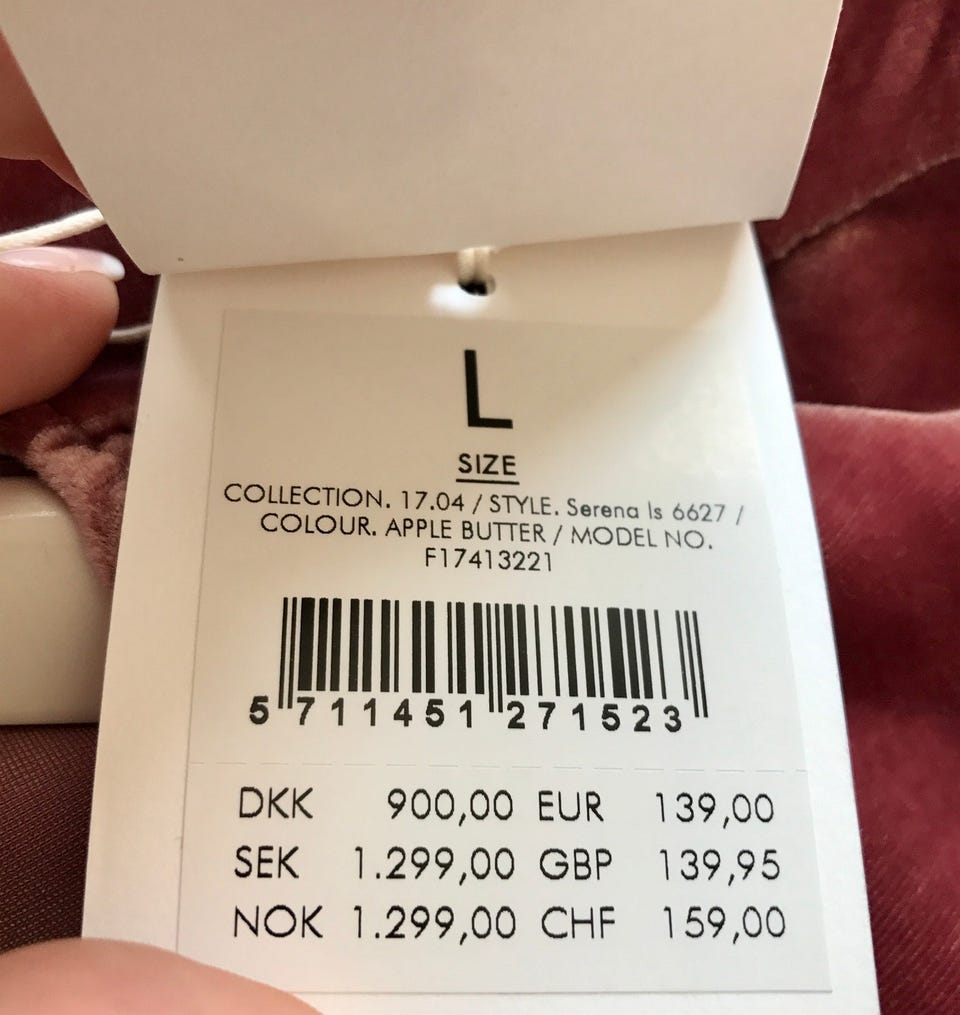 L
SIZE
COLLECTION. 17.04 / STYLE. Serena ls 6627 /
COLOUR. APPLE BUTTER / MODEL NO.
F17413221
5 711451 271523
DKK 900,00 EUR 139,00
SEK 1.299,00 GBP 139,95
NOK 1.299,00 CHF 159,00